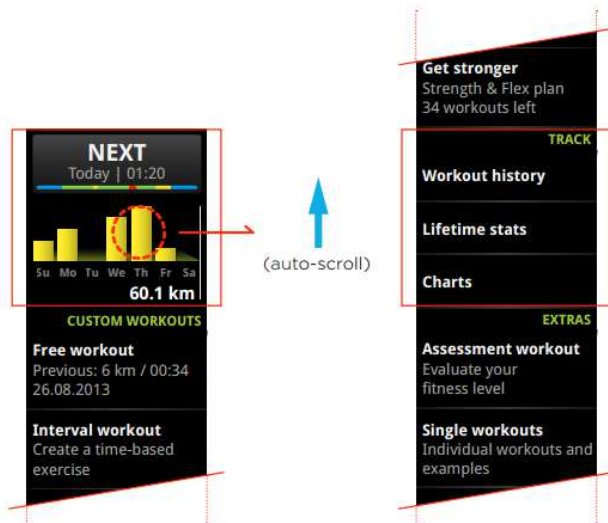 NEXT
Today | 01:20
Su Mo Tu We Th Fr Sa
60.1 km
CUSTOM WORKOUTS
Free workout
Previous: 6 km / 00:34
26.08.2013
Interval workout
Create a time-based
exercise
(auto-scroll)
Get stronger
Strength & Flex plan
34 workouts left
TRACK
Workout history
Lifetime stats
Charts
EXTRAS
Assessment workout
Evaluate your
fitness level
Single workouts
Individual workouts and
examples